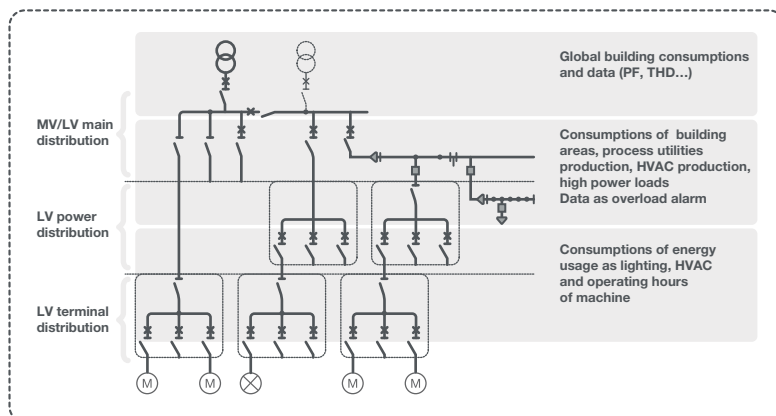 Global building consumptions
and data (PF, THD...)
MV/LV main
distribution
Consumptions of building
areas, process utilities
production, HVAC production,
high power loads
Data as overload alarm
LV power
distribution
Consumptions of energy
usage as lighting, HVAC
and operating hours
of machine
LV terminal
distribution
M
M
M
M